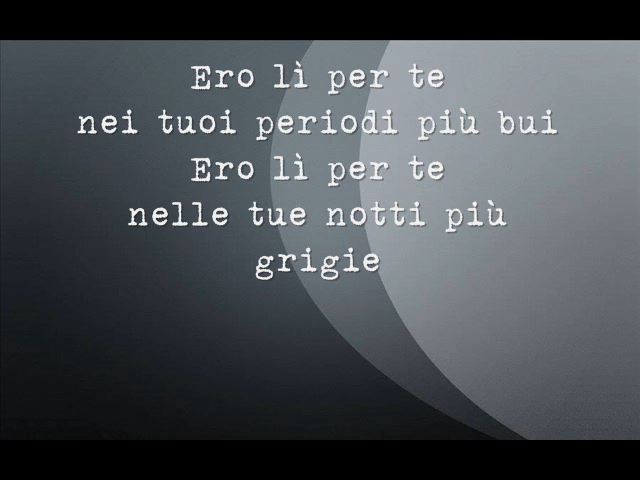 Ero lì per te
nei tuoi periodi più bui
Ero lì per te
nelle tue notti più
grigie